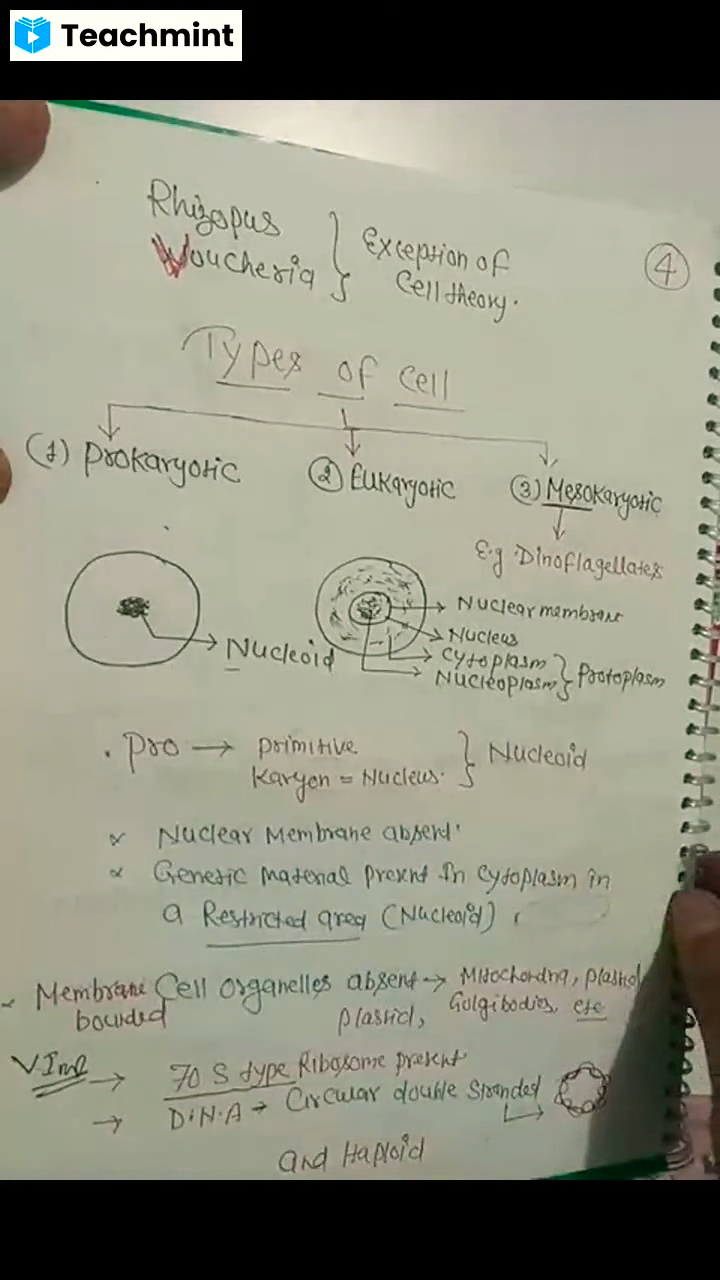 Teachmint
Rhizopus
Voucheria
Exception of
Cell theory.
4
Types of Cell
(1) Prokaryotic
(2) Eukaryotic
(3) Mesokaryotic
E.g Dinoflagellates
Nucleoid
Nuclear membrane
Nucleus
Cytoplasm
Nucleoplasm
Protoplasm
. Pro → Primitive
Karyon = Nucleus.
Nucleoid
Nuclear Membrane absent
Genetic Material Present In Cytoplasm in
a Restricted area (Nucleoid)
Membrane Cell organelles absent → Mitochondria, Plastid
bounded
Plastid, Golgibodies, etc
V Imp
→ 70 S type Ribosome present
→ D.N.A → Circular double Stranded
and Haploid